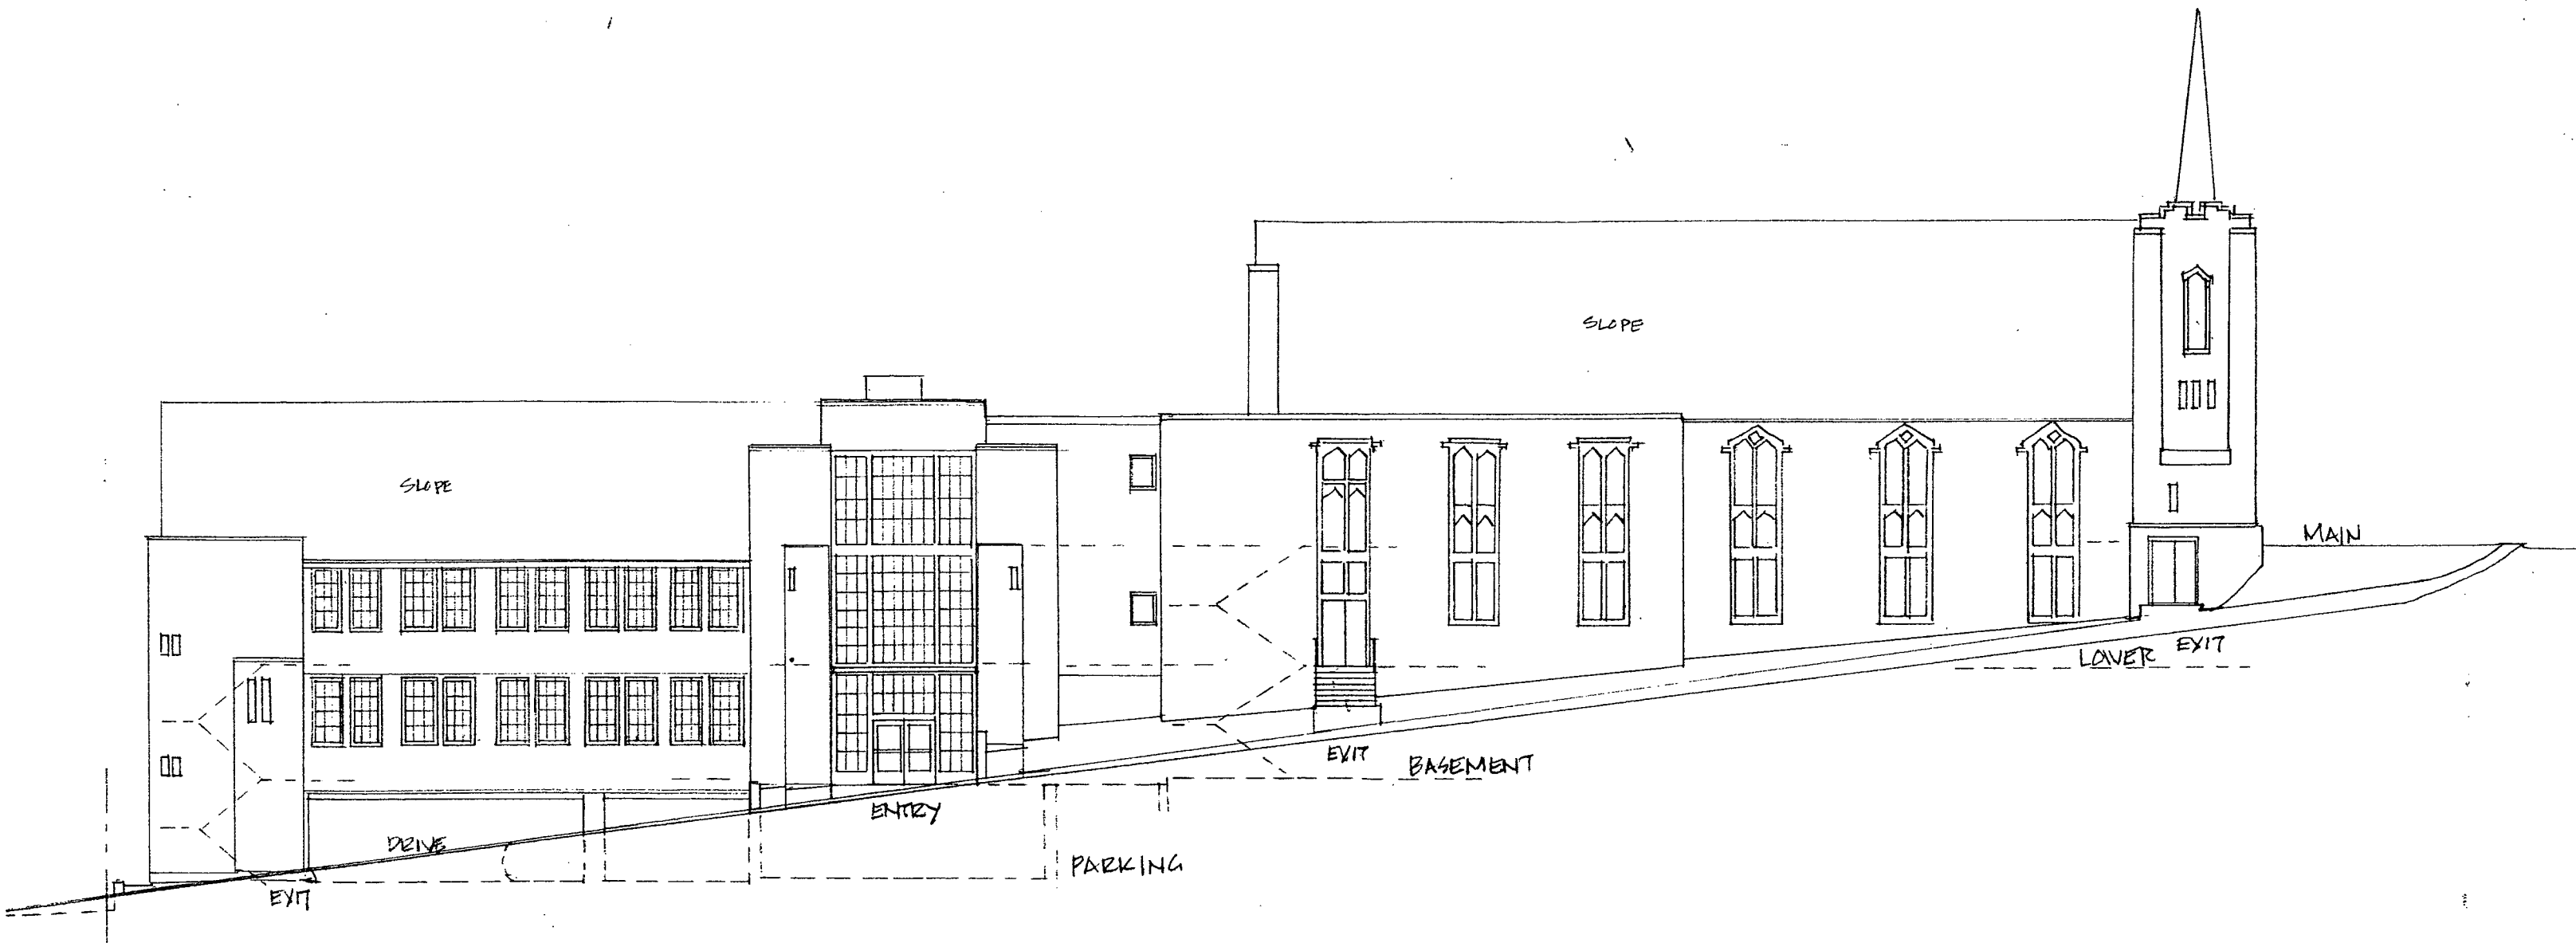 SLOPE
SLOPE
MAIN
EXIT
LOWER
EXIT
BASEMENT
ENTRY
DRIVE
PARKING
EXIT